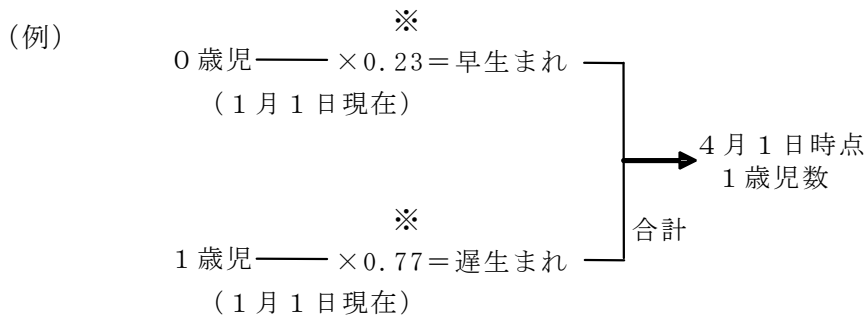 （例）
※
０歳児 ×0.23＝早生まれ
（１月１日現在）
４月１日時点
１歳児数
※
合計
１歳児 ×0.77＝遅生まれ
（１月１日現在）